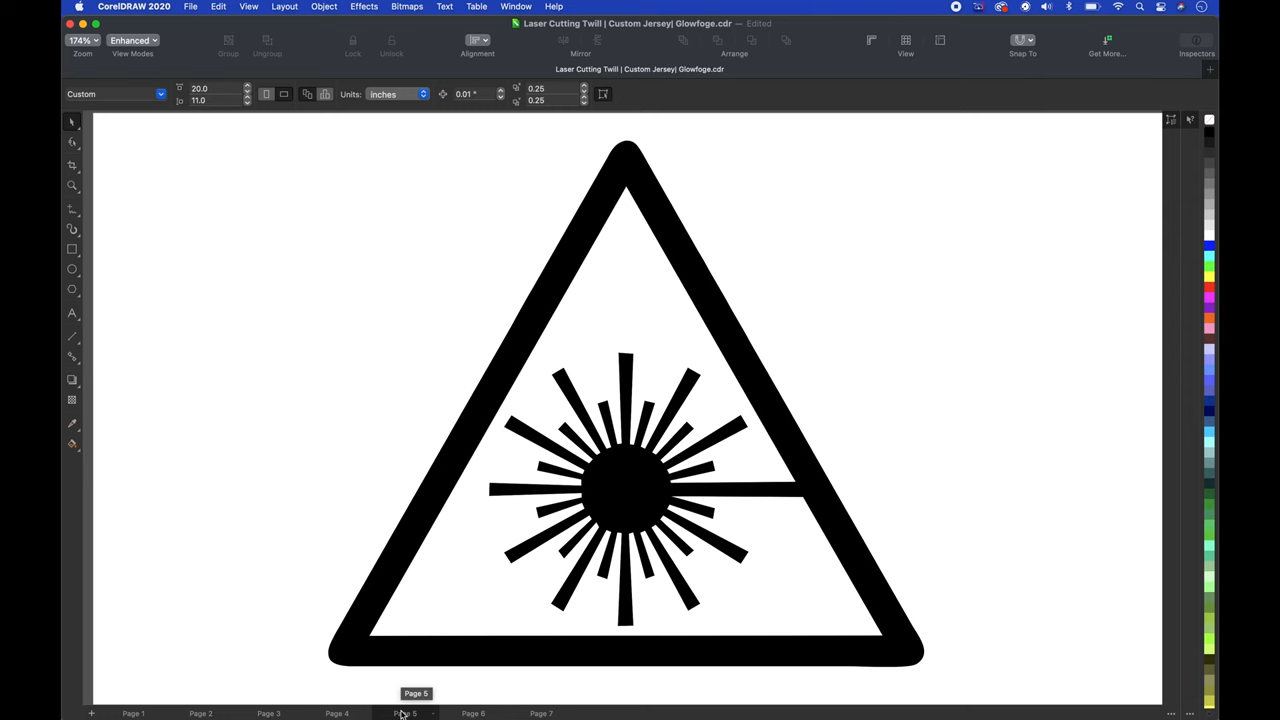 CorelDRAW 2020 File Edit View Layout Object Effects Bitmaps Text Table Window Help
Laser Cutting Twill | Custom Jersey| Glowfoge.cdr — Edited
174% Enhanced
Zoom View Modes Group Ungroup Lock Unlock Alignment Mirror Arrange View Snap To Get More... Inspectors
Laser Cutting Twill | Custom Jersey| Glowfoge.cdr
Custom 20.0 11.0 Units: inches 0.01 " 0.25 0.25
Page 5
Page 1 Page 2 Page 3 Page 4 Page 5 Page 6 Page 7